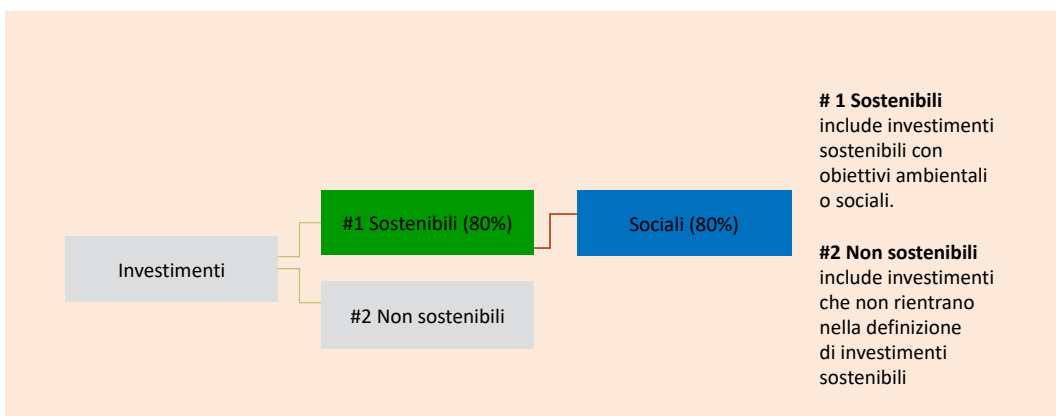 Investimenti
#1 Sostenibili (80%)
#2 Non sostenibili
Sociali (80%)
# 1 Sostenibili
include investimenti
sostenibili con
obiettivi ambientali
o sociali.
#2 Non sostenibili
include investimenti
che non rientrano
nella definizione
di investimenti
sostenibili